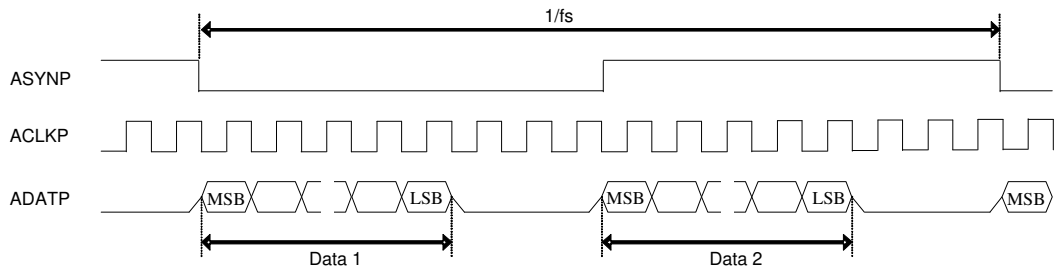 1/fs
ASYNP
ACLKP
ADATP
MSB
LSB
MSB
LSB
MSB
Data 1
Data 2